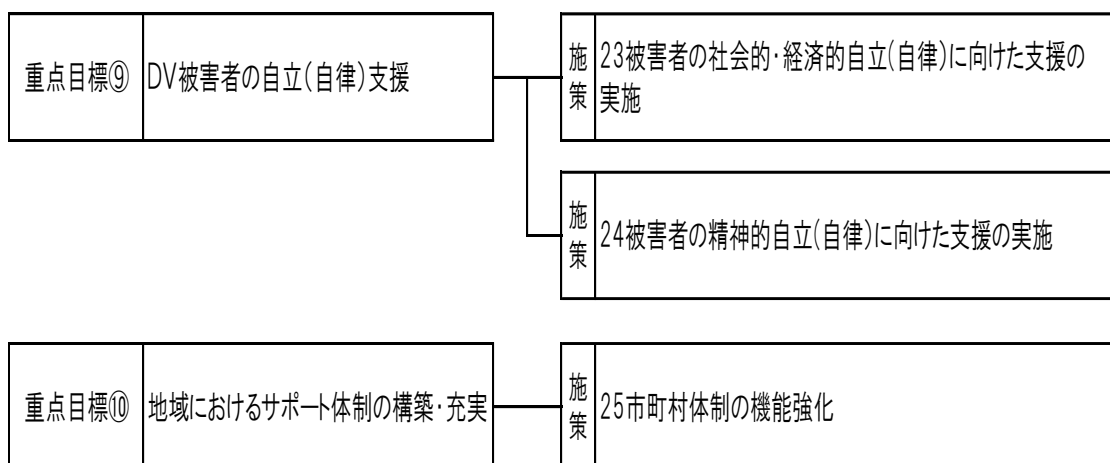 重点目標⑨
DV被害者の自立(自律)支援
施策
23被害者の社会的・経済的自立(自律)に向けた支援の
実施
施策
24被害者の精神的自立(自律)に向けた支援の実施
重点目標⑩
地域におけるサポート体制の構築・充実
施策
25市町村体制の機能強化